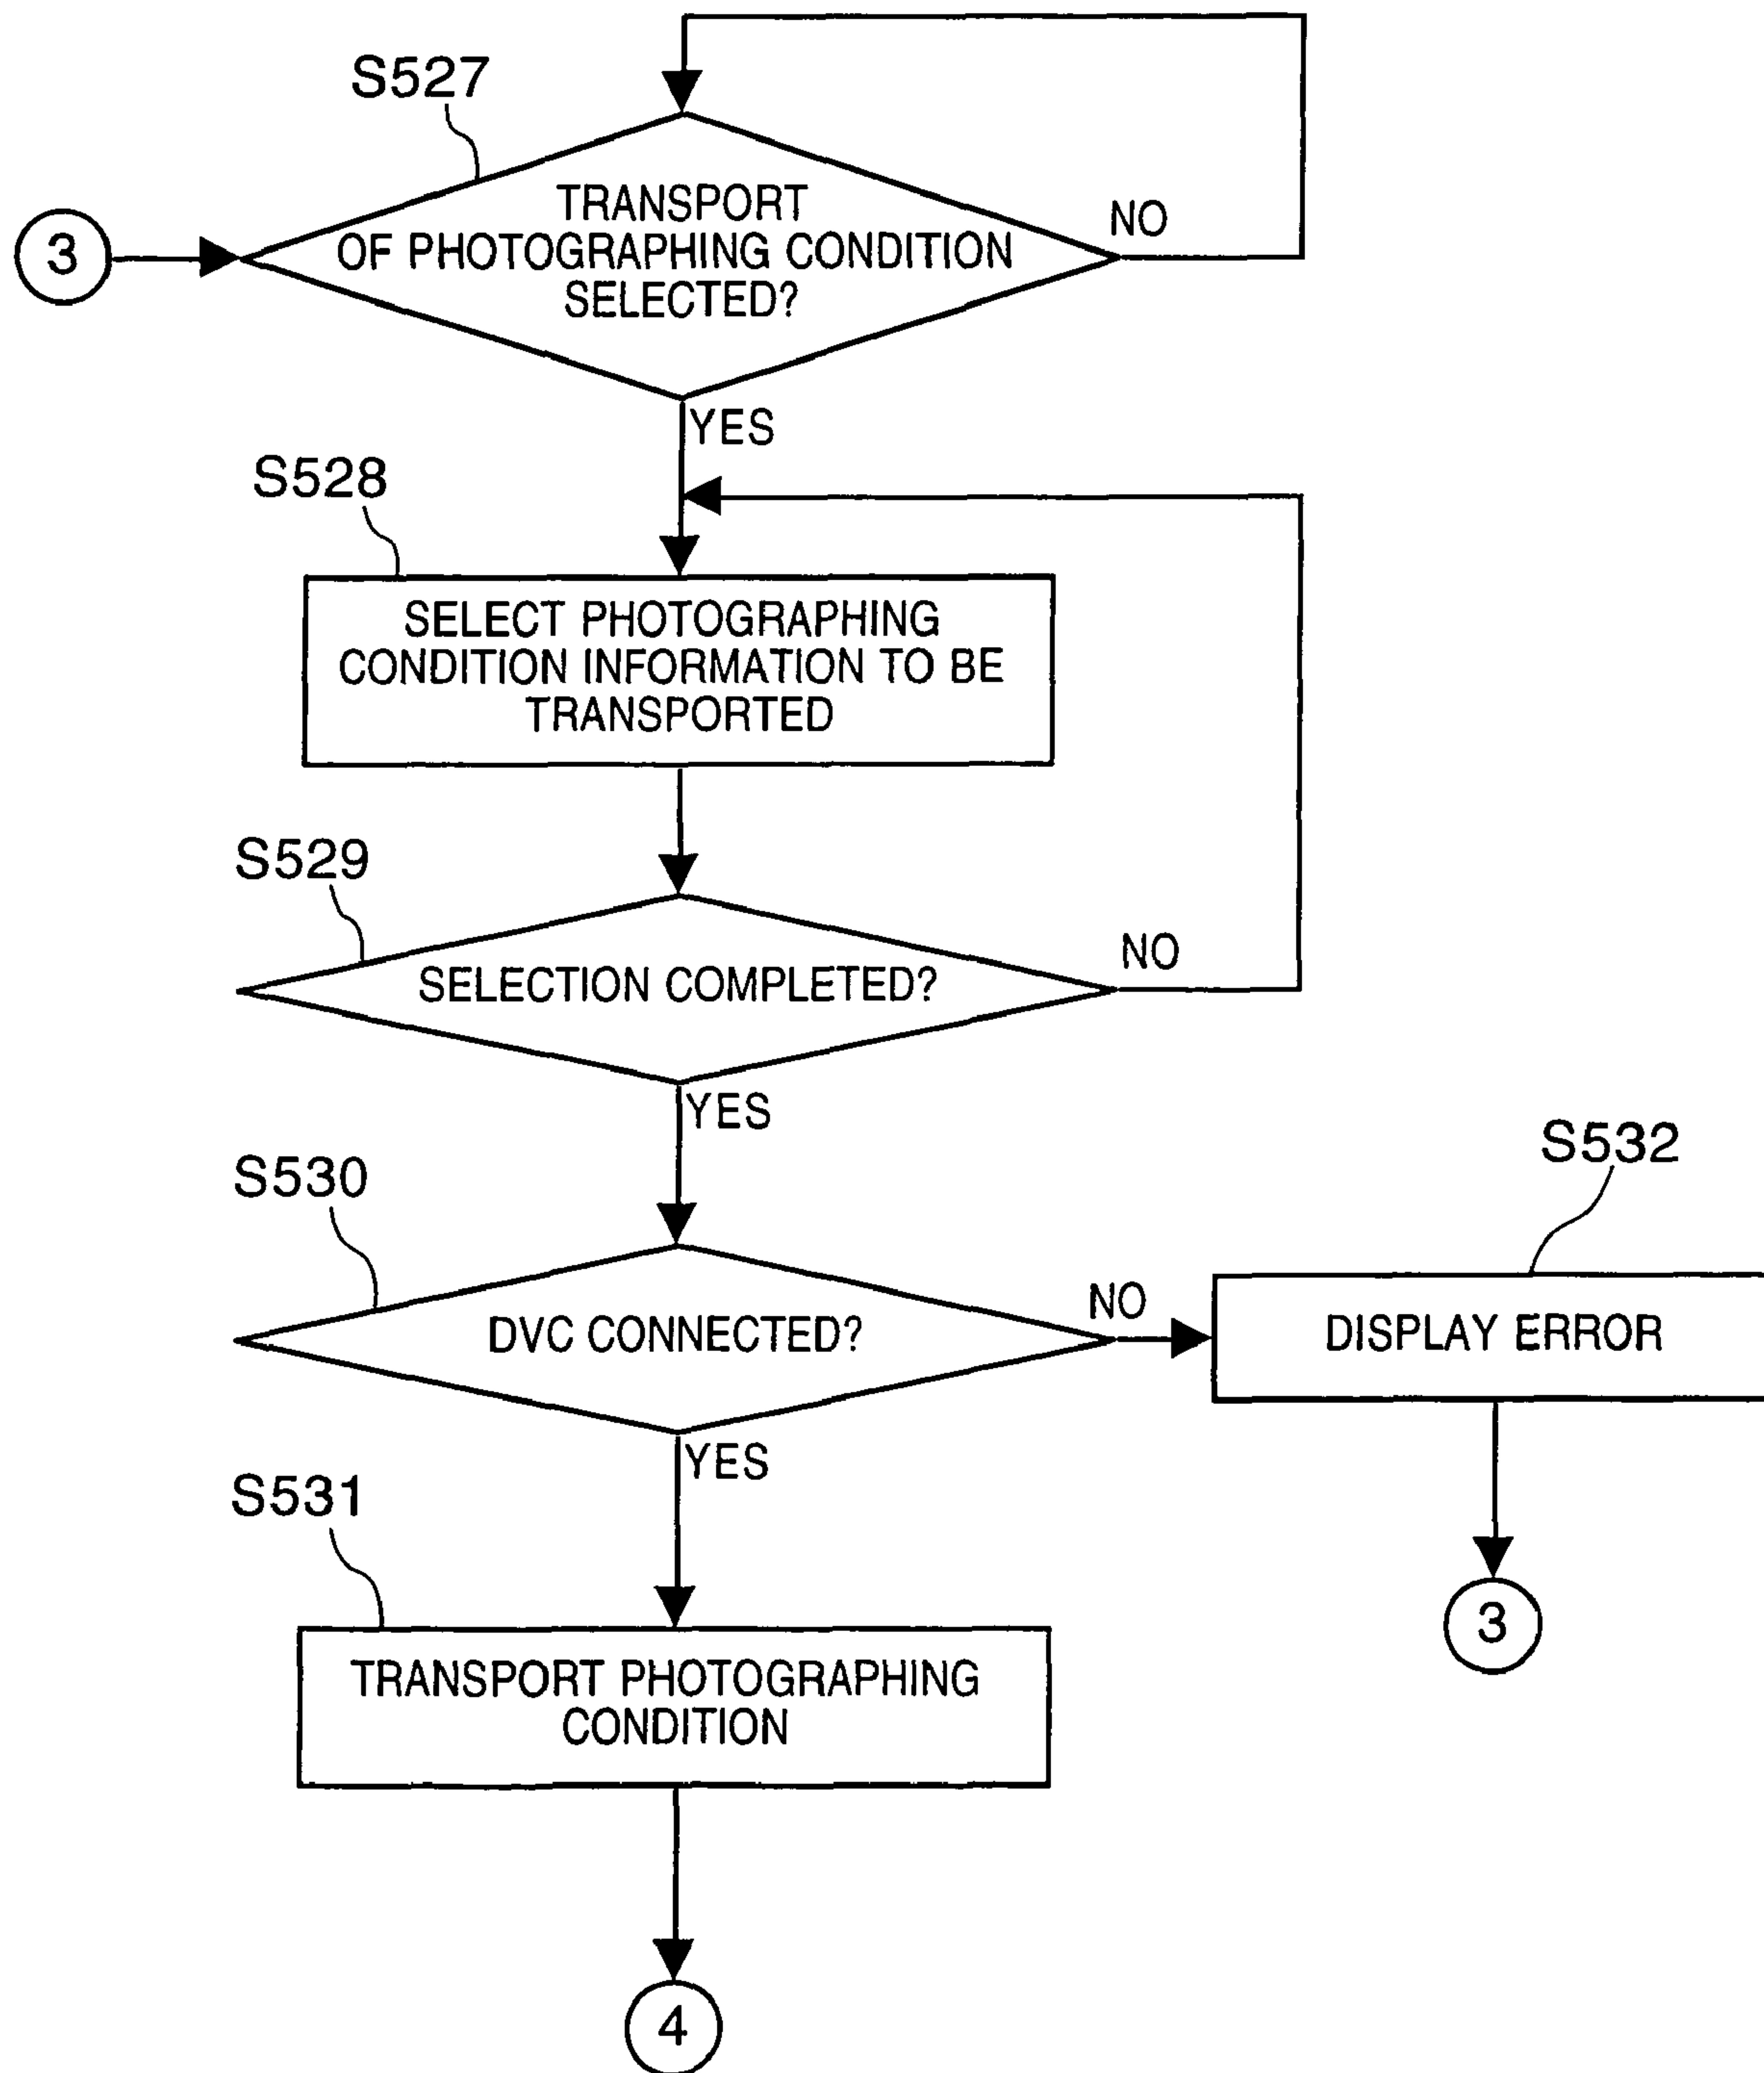 S527
3
TRANSPORT
OF PHOTOGRAPHING CONDITION
SELECTED?
NO
YES
S528
SELECT PHOTOGRAPHING
CONDITION INFORMATION TO BE
TRANSPORTED
S529
SELECTION COMPLETED?
NO
YES
S530
DVC CONNECTED?
NO
S532
DISPLAY ERROR
3
YES
S531
TRANSPORT PHOTOGRAPHING
CONDITION
4